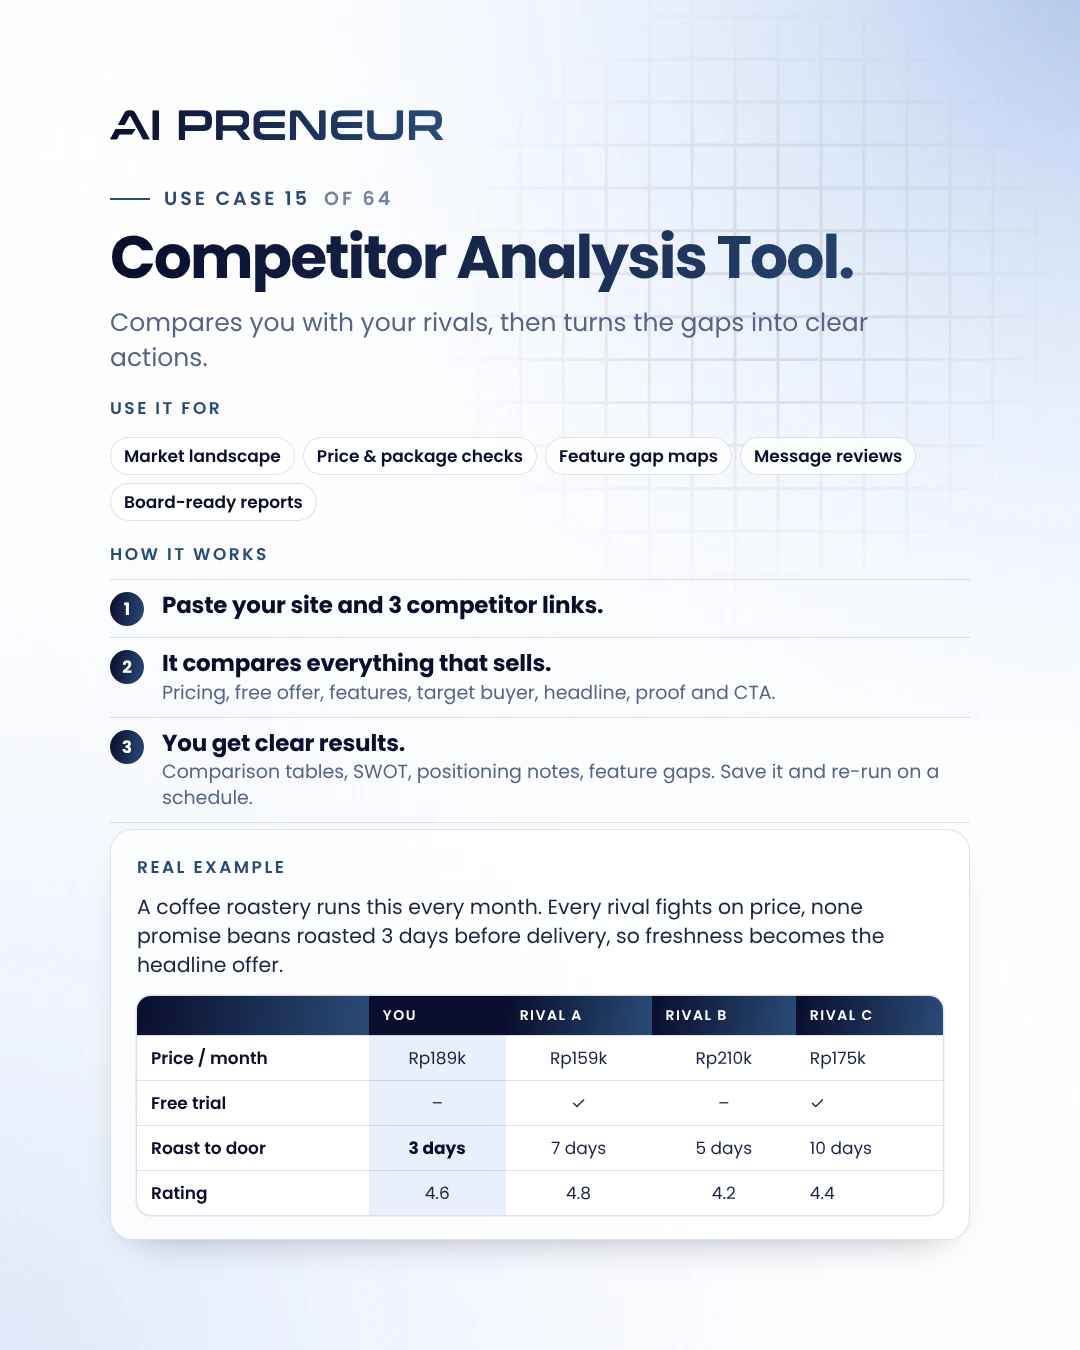 AI PRENEUR
USE CASE 15 OF 64
Competitor Analysis Tool.
Compares you with your rivals, then turns the gaps into clear
actions.
USE IT FOR
Market landscape Price & package checks Feature gap maps Message reviews
Board-ready reports
HOW IT WORKS
1 Paste your site and 3 competitor links.
2 It compares everything that sells.
Pricing, free offer, features, target buyer, headline, proof and CTA.
3 You get clear results.
Comparison tables, SWOT, positioning notes, feature gaps. Save it and re-run on a
schedule.
REAL EXAMPLE
A coffee roastery runs this every month. Every rival fights on price, none
promise beans roasted 3 days before delivery, so freshness becomes the
headline offer.
YOU RIVAL A RIVAL B RIVAL C
Price / month Rp189k Rp159k Rp210k Rp175k
Free trial – ✓ – ✓
Roast to door 3 days 7 days 5 days 10 days
Rating 4.6 4.8 4.2 4.4